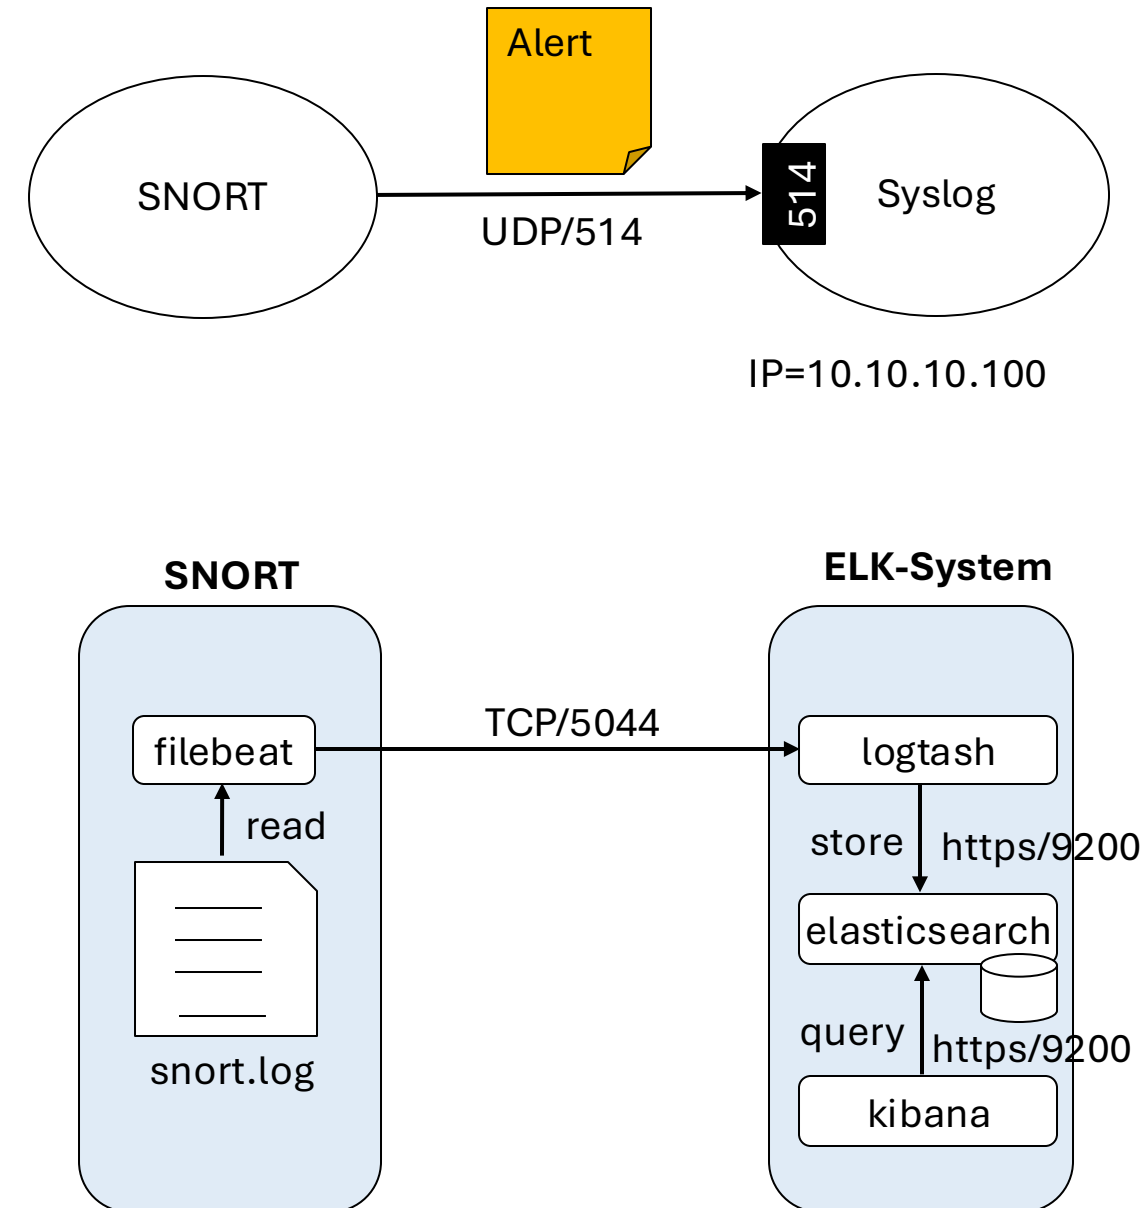 Alert
SNORT
514
Syslog
UDP/514
IP=10.10.10.100
SNORT
ELK-System
TCP/5044
filebeat
logtash
read
store
https/9200
elasticsearch
snort.log
query
https/9200
kibana